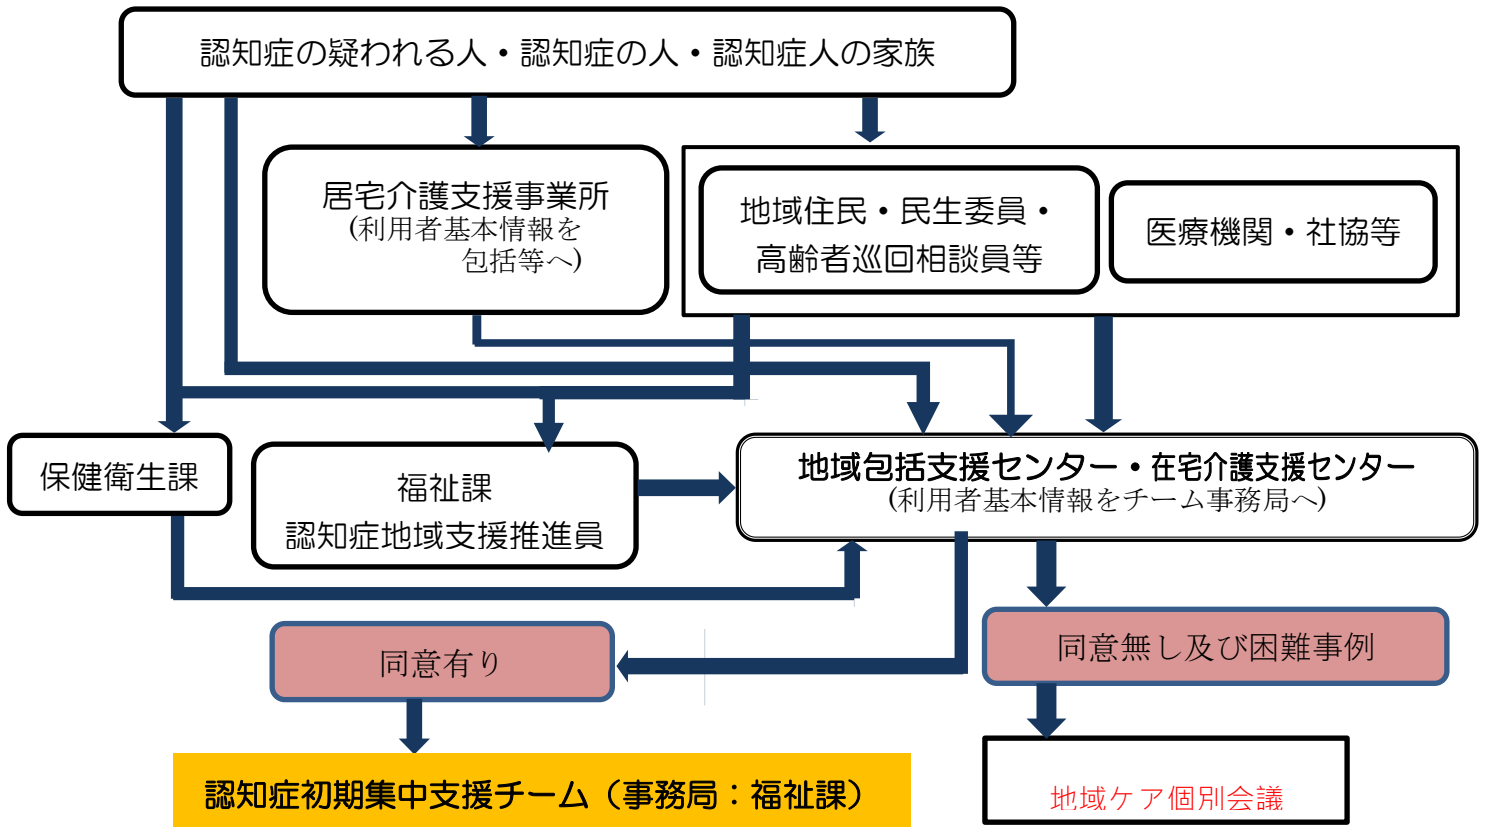 認知症の疑われる人・認知症の人・認知症人の家族
居宅介護支援事業所
(利用者基本情報を
包括等へ)
地域住民・民生委員・
高齢者巡回相談員等
医療機関・社協等
保健衛生課
福祉課
認知症地域支援推進員
地域包括支援センター・在宅介護支援センター
(利用者基本情報をチーム事務局へ)
同意有り
同意無し及び困難事例
認知症初期集中支援チーム（事務局：福祉課）
地域ケア個別会議